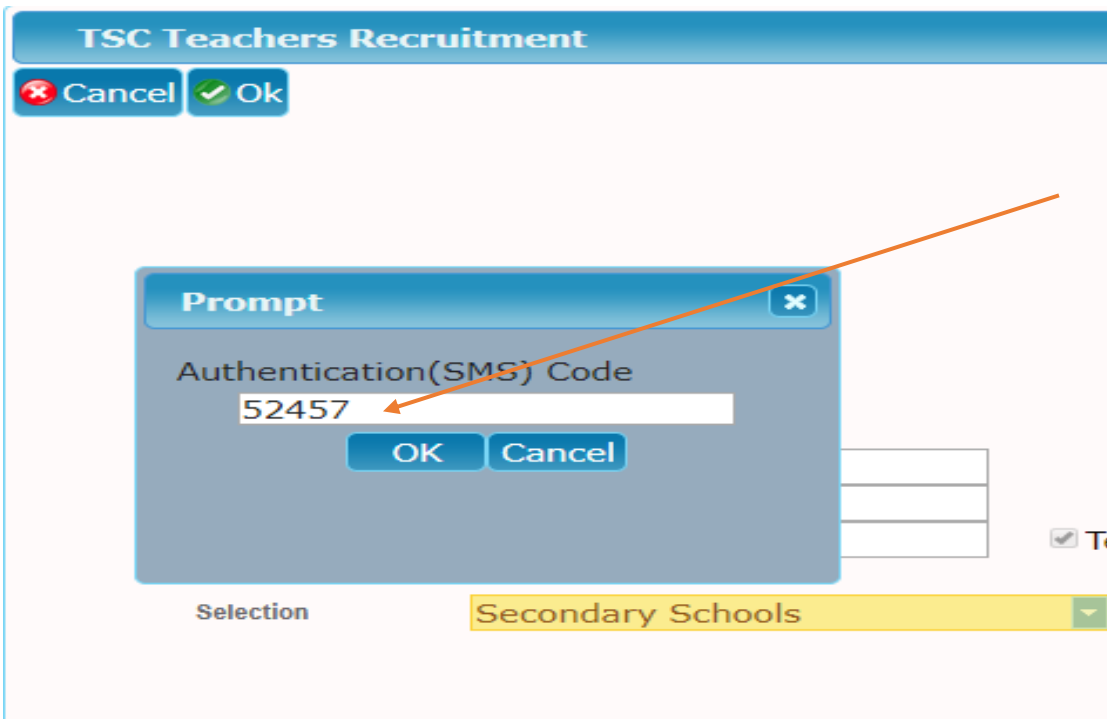 TSC Teachers Recruitment
Cancel Ok
Prompt
Authentication(SMS) Code
52457
OK Cancel
Selection Secondary Schools